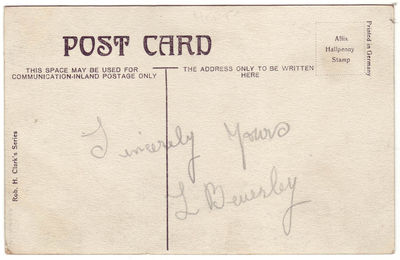 POST CARD
THIS SPACE MAY BE USED FOR
COMMUNICATION-INLAND POSTAGE ONLY
THE ADDRESS ONLY TO BE WRITTEN
HERE
Affix
Halfpenny
Stamp
Printed in Germany
Rob. H. Clark's Series
Sincerely Yours
L Beverley